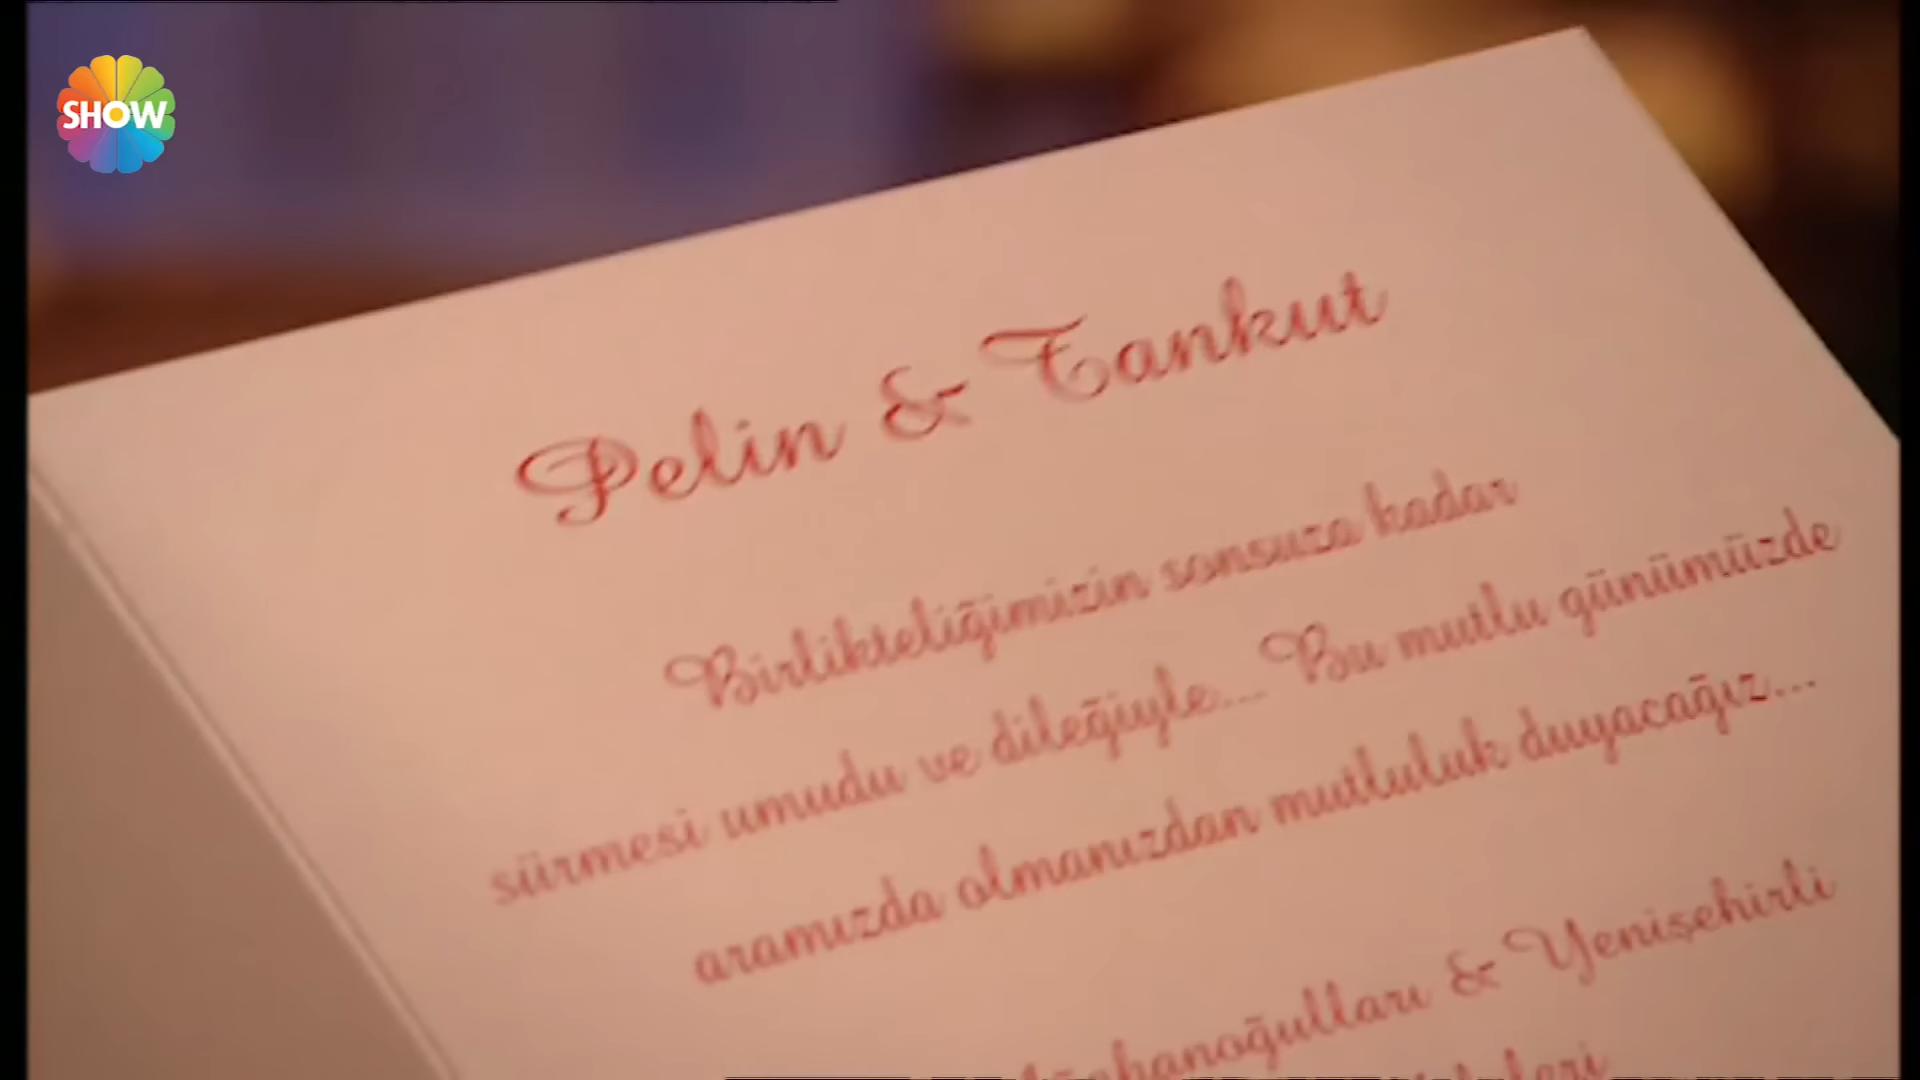 SHOW
Pelin & Tankut
Birlikteliğimizin sonsuza kadar
sürmesi umudu ve dileğiyle... Bu mutlu günümüzde
aramızda olmanızdan mutluluk duyacağız...
& Yenişehirli